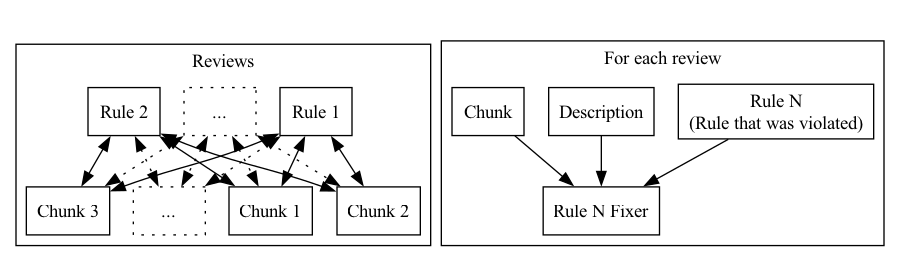 Reviews
Rule 2
...
Rule 1
Chunk 3
...
Chunk 1
Chunk 2
For each review
Chunk
Description
Rule N
(Rule that was violated)
Rule N Fixer